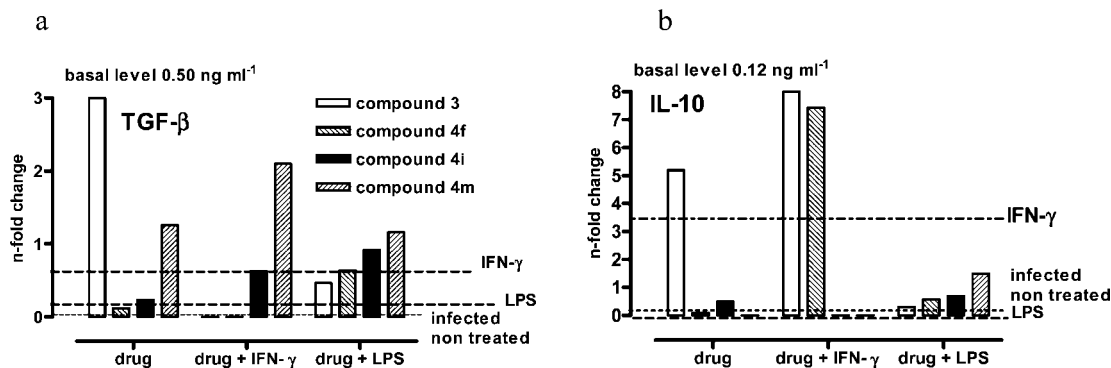 a
basal level 0.50 ng ml-1
TGF-β
compound 3
compound 4f
compound 4i
compound 4m
n-fold change
3
2
1
0
IFN-γ
LPS
infected
non treated
drug
drug + IFN- γ
drug + LPS
b
basal level 0.12 ng ml-1
IL-10
n-fold change
8
7
6
5
4
3
2
1
0
IFN-γ
infected
non treated
LPS
drug
drug + IFN- γ
drug + LPS